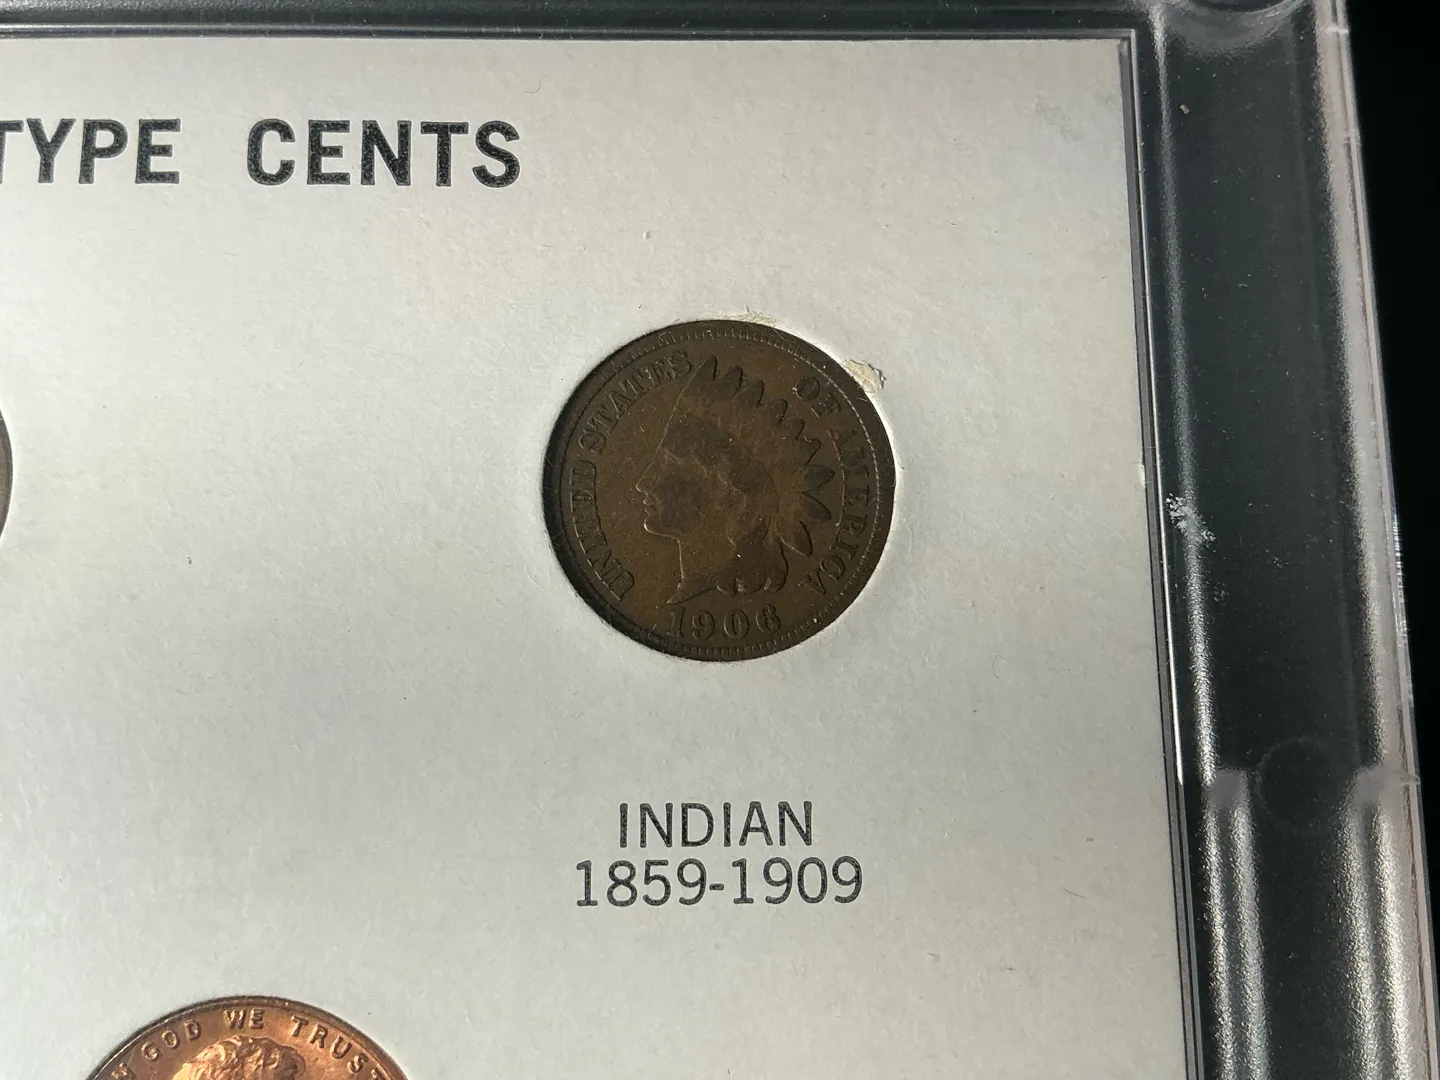 TYPE CENTS
UNITED STATES OF AMERICA
1906
INDIAN
1859-1909
GOD WE TRUST